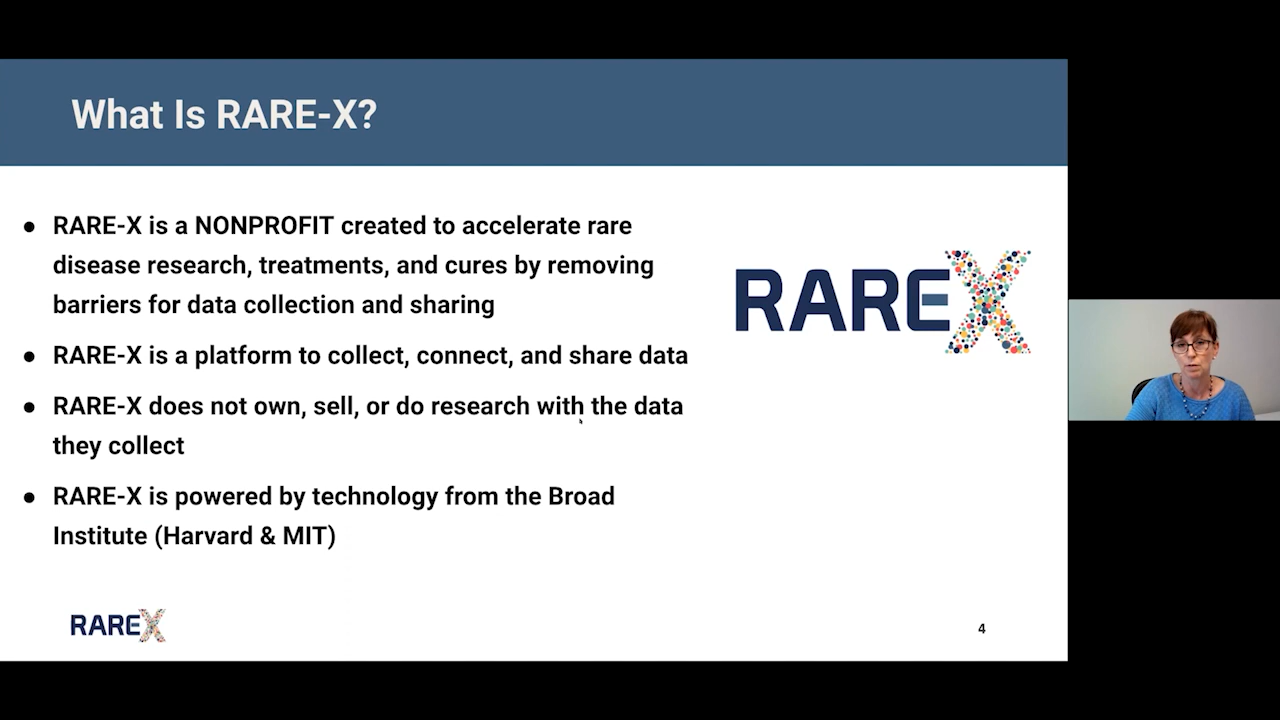 What Is RARE-X?
● RARE-X is a NONPROFIT created to accelerate rare
disease research, treatments, and cures by removing
barriers for data collection and sharing
● RARE-X is a platform to collect, connect, and share data
● RARE-X does not own, sell, or do research with the data
they collect
● RARE-X is powered by technology from the Broad
Institute (Harvard & MIT)
RAREX
RAREX
4